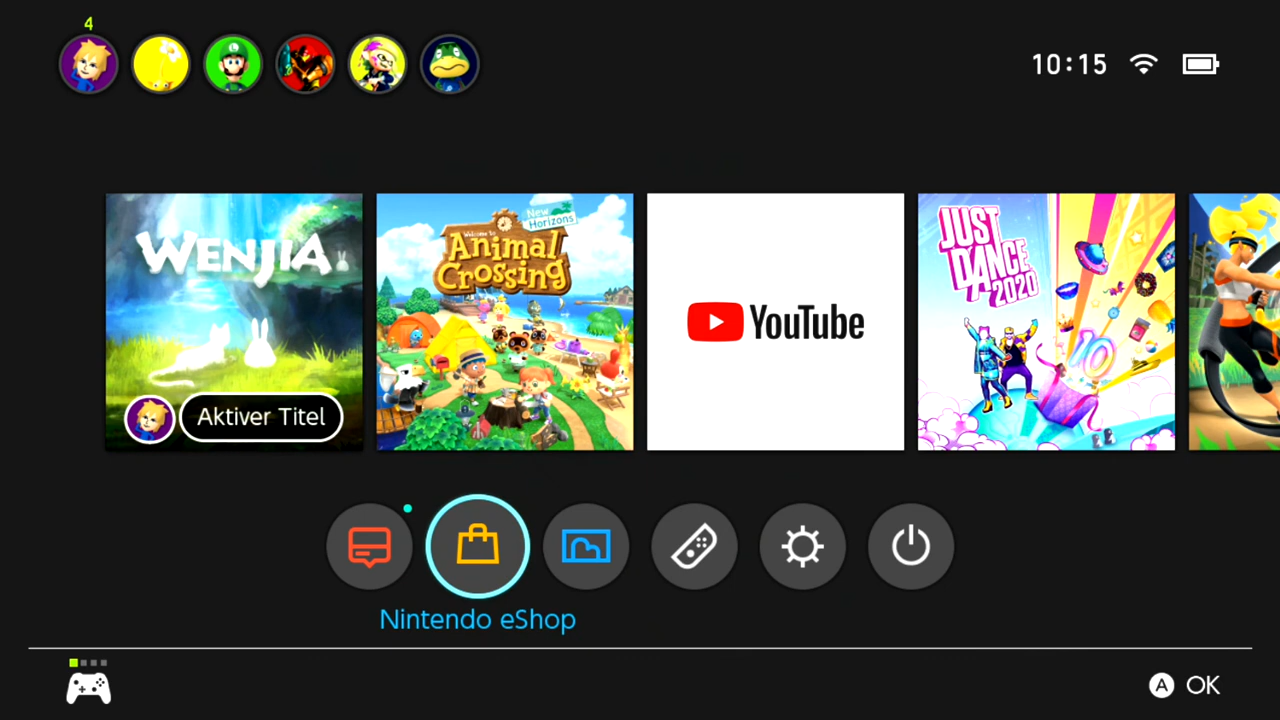 4
10:15
WENJIA
Aktiver Titel
New
Horizons
Welcome to
Animal
Crossing
YouTube
JUST
DANCE
2020
10
Nintendo eShop
A OK